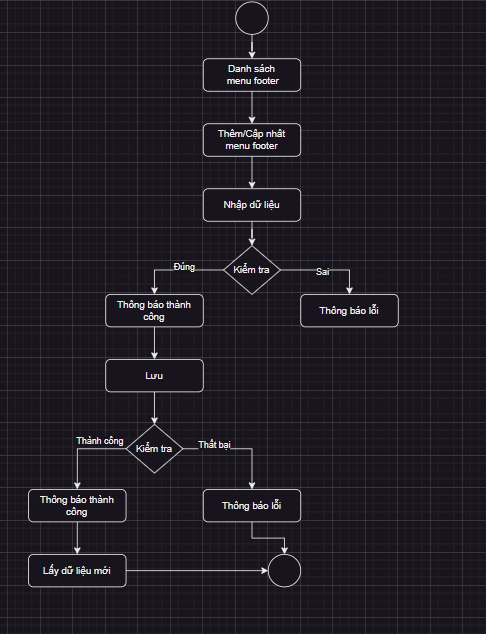 Danh sách
menu footer
Thêm/Cập nhât
menu footer
Nhập dữ liệu
Kiểm tra
Đúng
Sai
Thông báo thành
công
Thông báo lỗi
Lưu
Kiểm tra
Thành công
Thất bại
Thông báo thành
công
Thông báo lỗi
Lấy dữ liệu mới